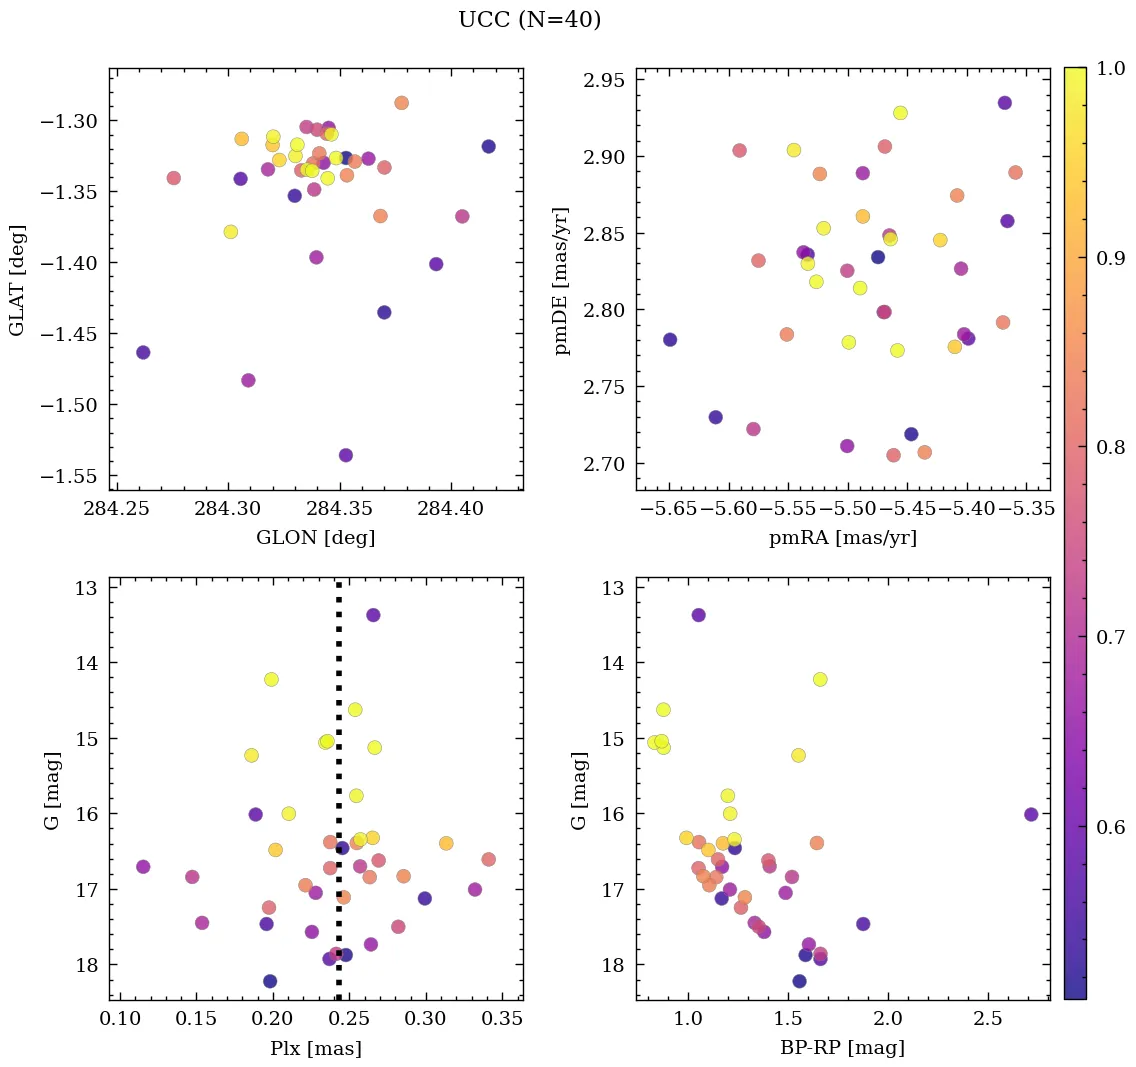 UCC (N=40)
−1.30
−1.35
−1.40
−1.45
−1.50
−1.55
GLAT [deg]
284.25 284.30 284.35 284.40
GLON [deg]
2.95
2.90
2.85
2.80
2.75
2.70
pmDE [mas/yr]
−5.65 −5.60 −5.55 −5.50 −5.45 −5.40 −5.35
pmRA [mas/yr]
13
14
15
16
17
18
G [mag]
0.10 0.15 0.20 0.25 0.30 0.35
Plx [mas]
13
14
15
16
17
18
G [mag]
1.0 1.5 2.0 2.5
BP-RP [mag]
1.0
0.9
0.8
0.7
0.6